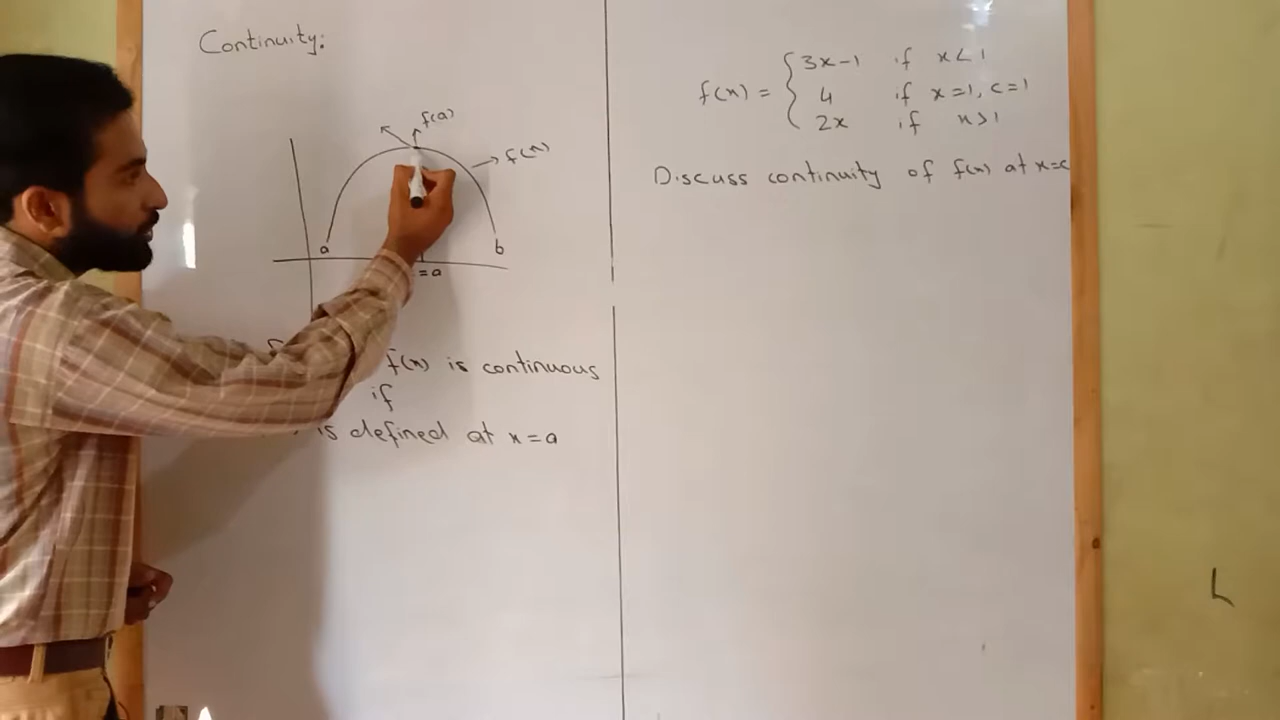 Continuity:
f(a)
f(x)
a
b
=a
f(x) is continuous
if
is defined at x=a
f(x) = { 3x-1 if x<1
4 if x=1, c=1
2x if x>1
Discuss continuity of f(x) at x=c